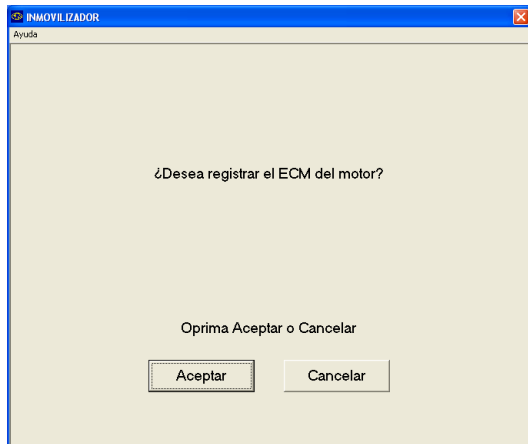 INMOVILIZADOR
Ayuda
¿Desea registrar el ECM del motor?
Oprima Aceptar o Cancelar
Aceptar Cancelar